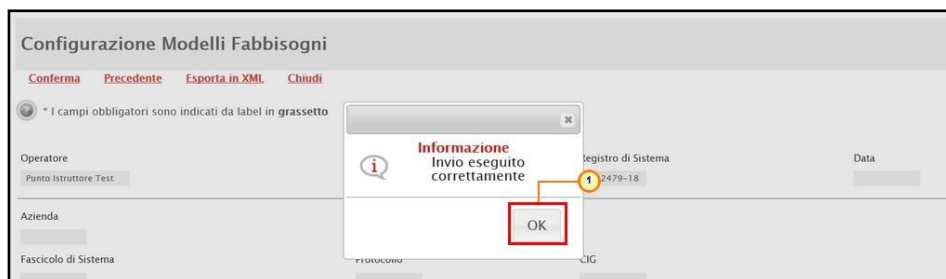 Configurazione Modelli Fabbisogni
Conferma Precedente Esporta in XML Chiudi
* I campi obbligatori sono indicati da label in grassetto
Informazione
Invio eseguito
correttamente
OK
1
Operatore
Registro di Sistema
Data
Punto Istruttore Test
2479-18
Azienda
Fascicolo di Sistema
Protocollo
CIG